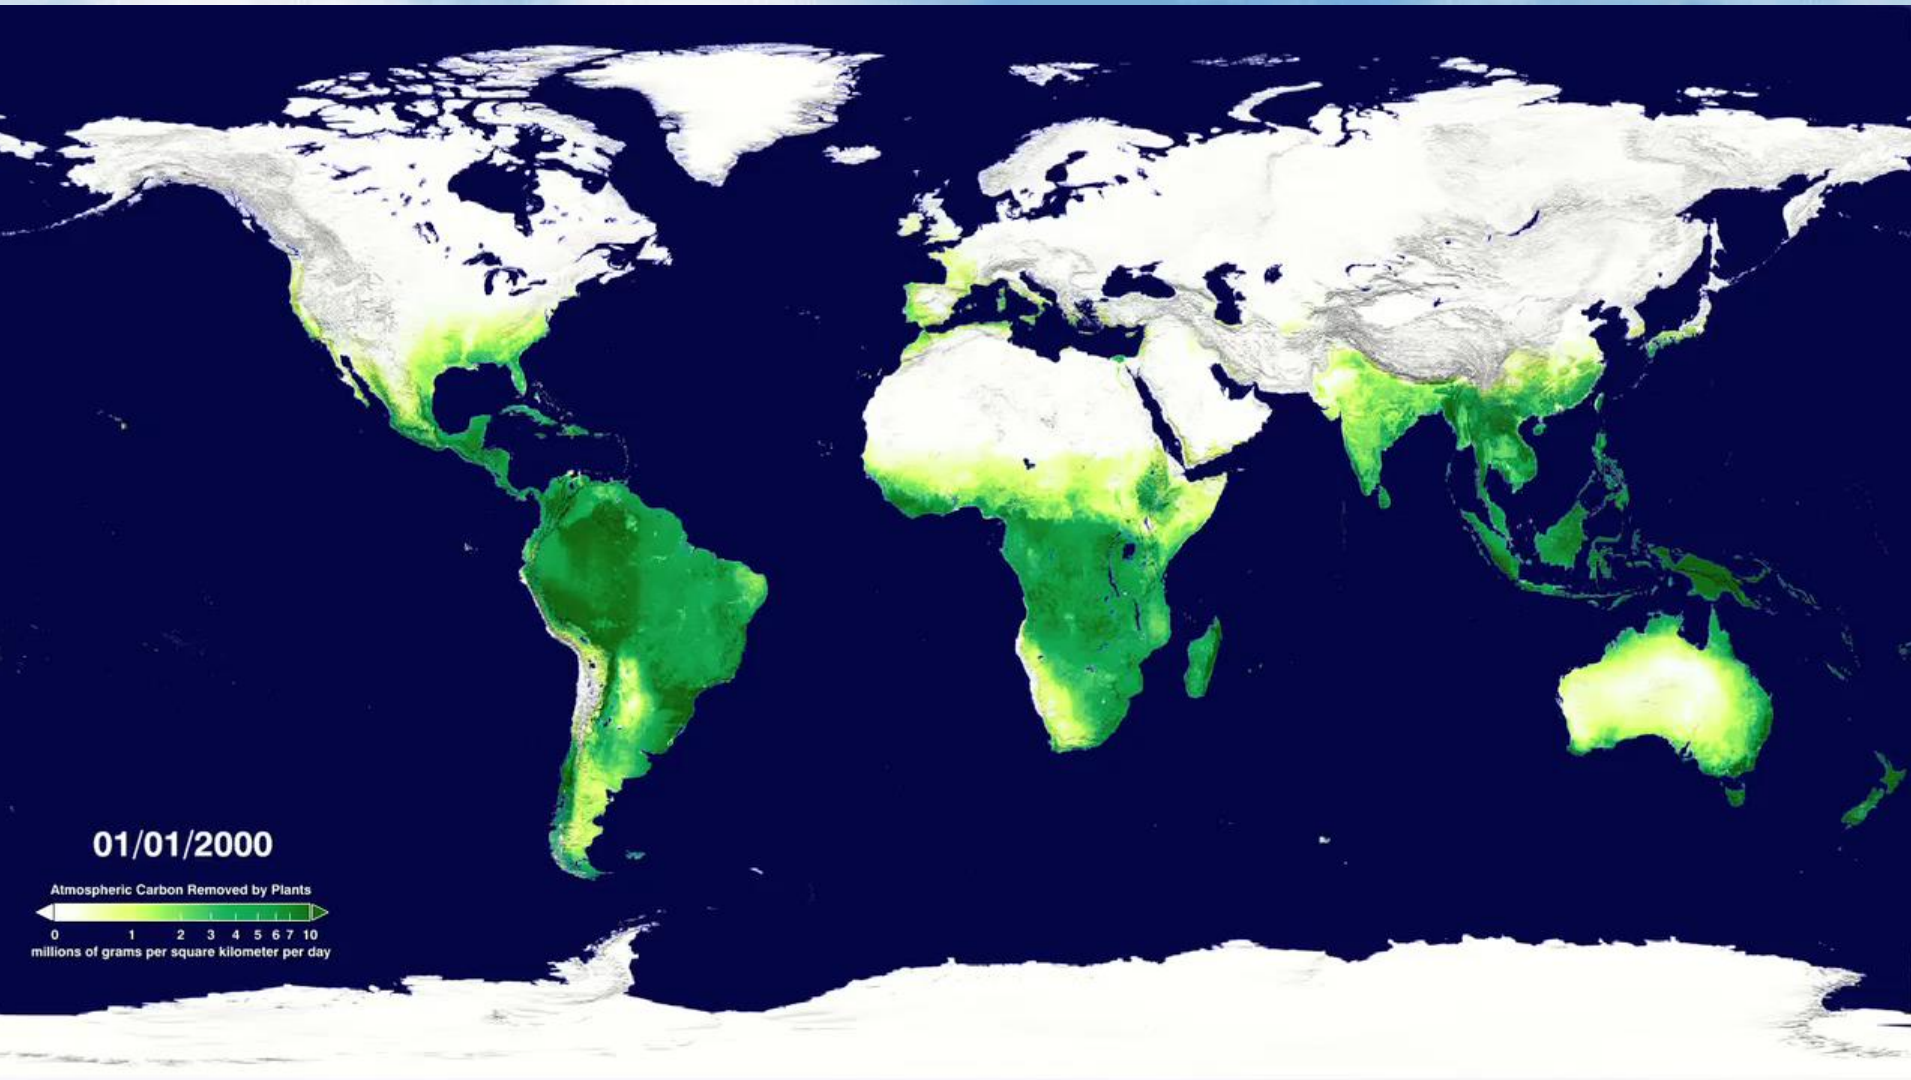 01/01/2000
Atmospheric Carbon Removed by Plants
0 1 2 3 4 5 6 7 10
millions of grams per square kilometer per day